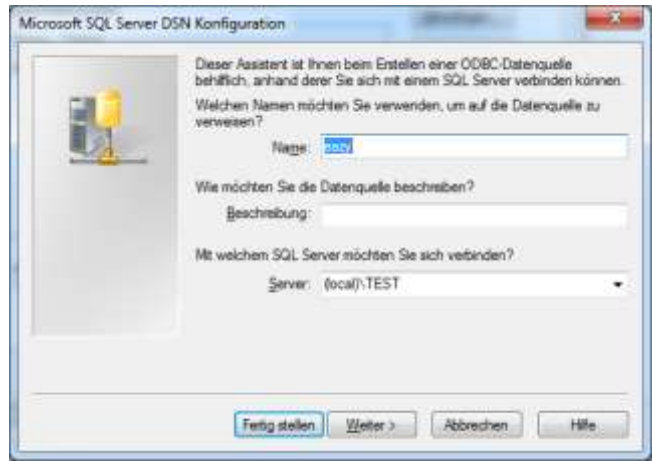 Microsoft SQL Server DSN Konfiguration
Dieser Assistent ist Ihnen beim Erstellen einer ODBC-Datenquelle
behilflich, anhand derer Sie sich mit einem SQL Server verbinden können.
Welchen Namen möchten Sie verwenden, um auf die Datenquelle zu
verweisen?
Name:
Wie möchten Sie die Datenquelle beschreiben?
Beschreibung:
Mit welchem SQL Server möchten Sie sich verbinden?
Server: (local)\TEST
Fertig stellen Weiter > Abbrechen Hilfe